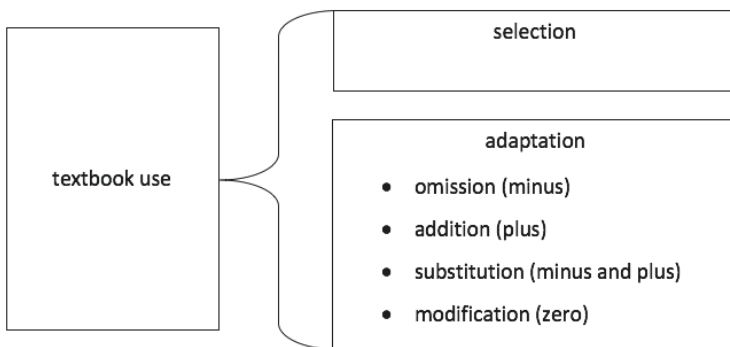 textbook use
selection
adaptation
• omission (minus)
• addition (plus)
• substitution (minus and plus)
• modification (zero)